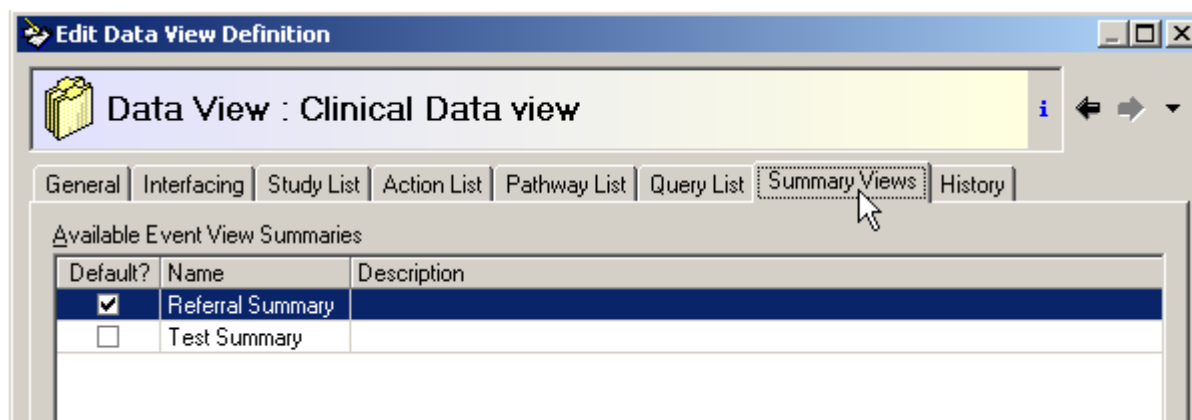 Edit Data View Definition
Data View : Clinical Data view
i
General Interfacing Study List Action List Pathway List Query List Summary Views History
Available Event View Summaries
Default? Name Description
Referral Summary
Test Summary